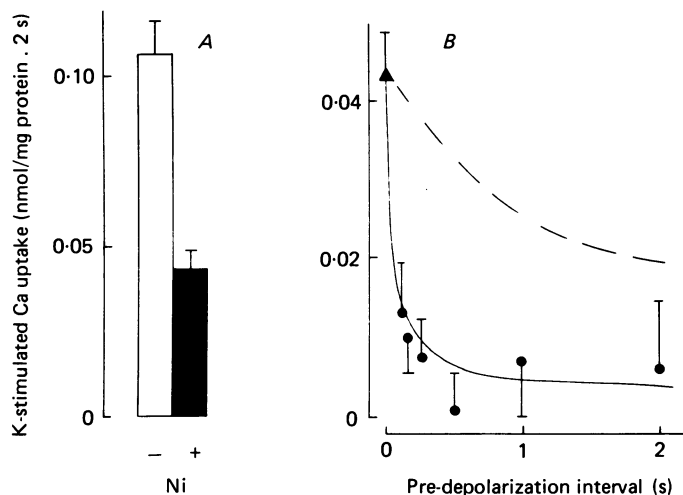 K-stimulated Ca uptake (nmol/mg protein . 2 s)
A
0·10
0·05
0
– +
Ni
B
0·04
0·02
0
0 1 2
Pre-depolarization interval (s)